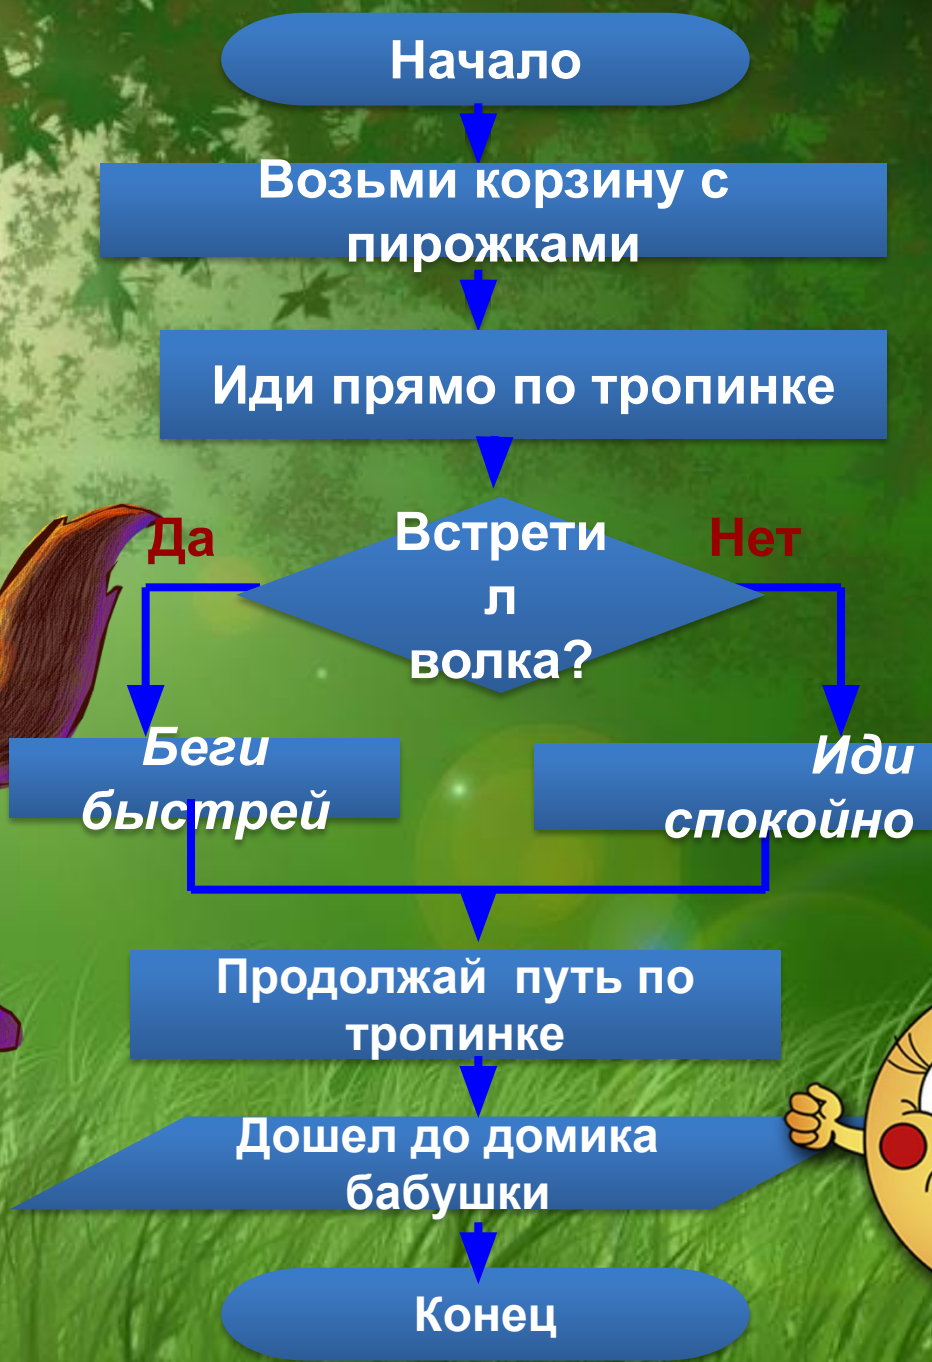 Начало
Возьми корзину с
пирожками
Иди прямо по тропинке
Да
Встрети
л
волка?
Нет
Беги
быстрей
Иди
спокойно
Продолжай  путь по
тропинке
Дошел до домика
бабушки
Конец